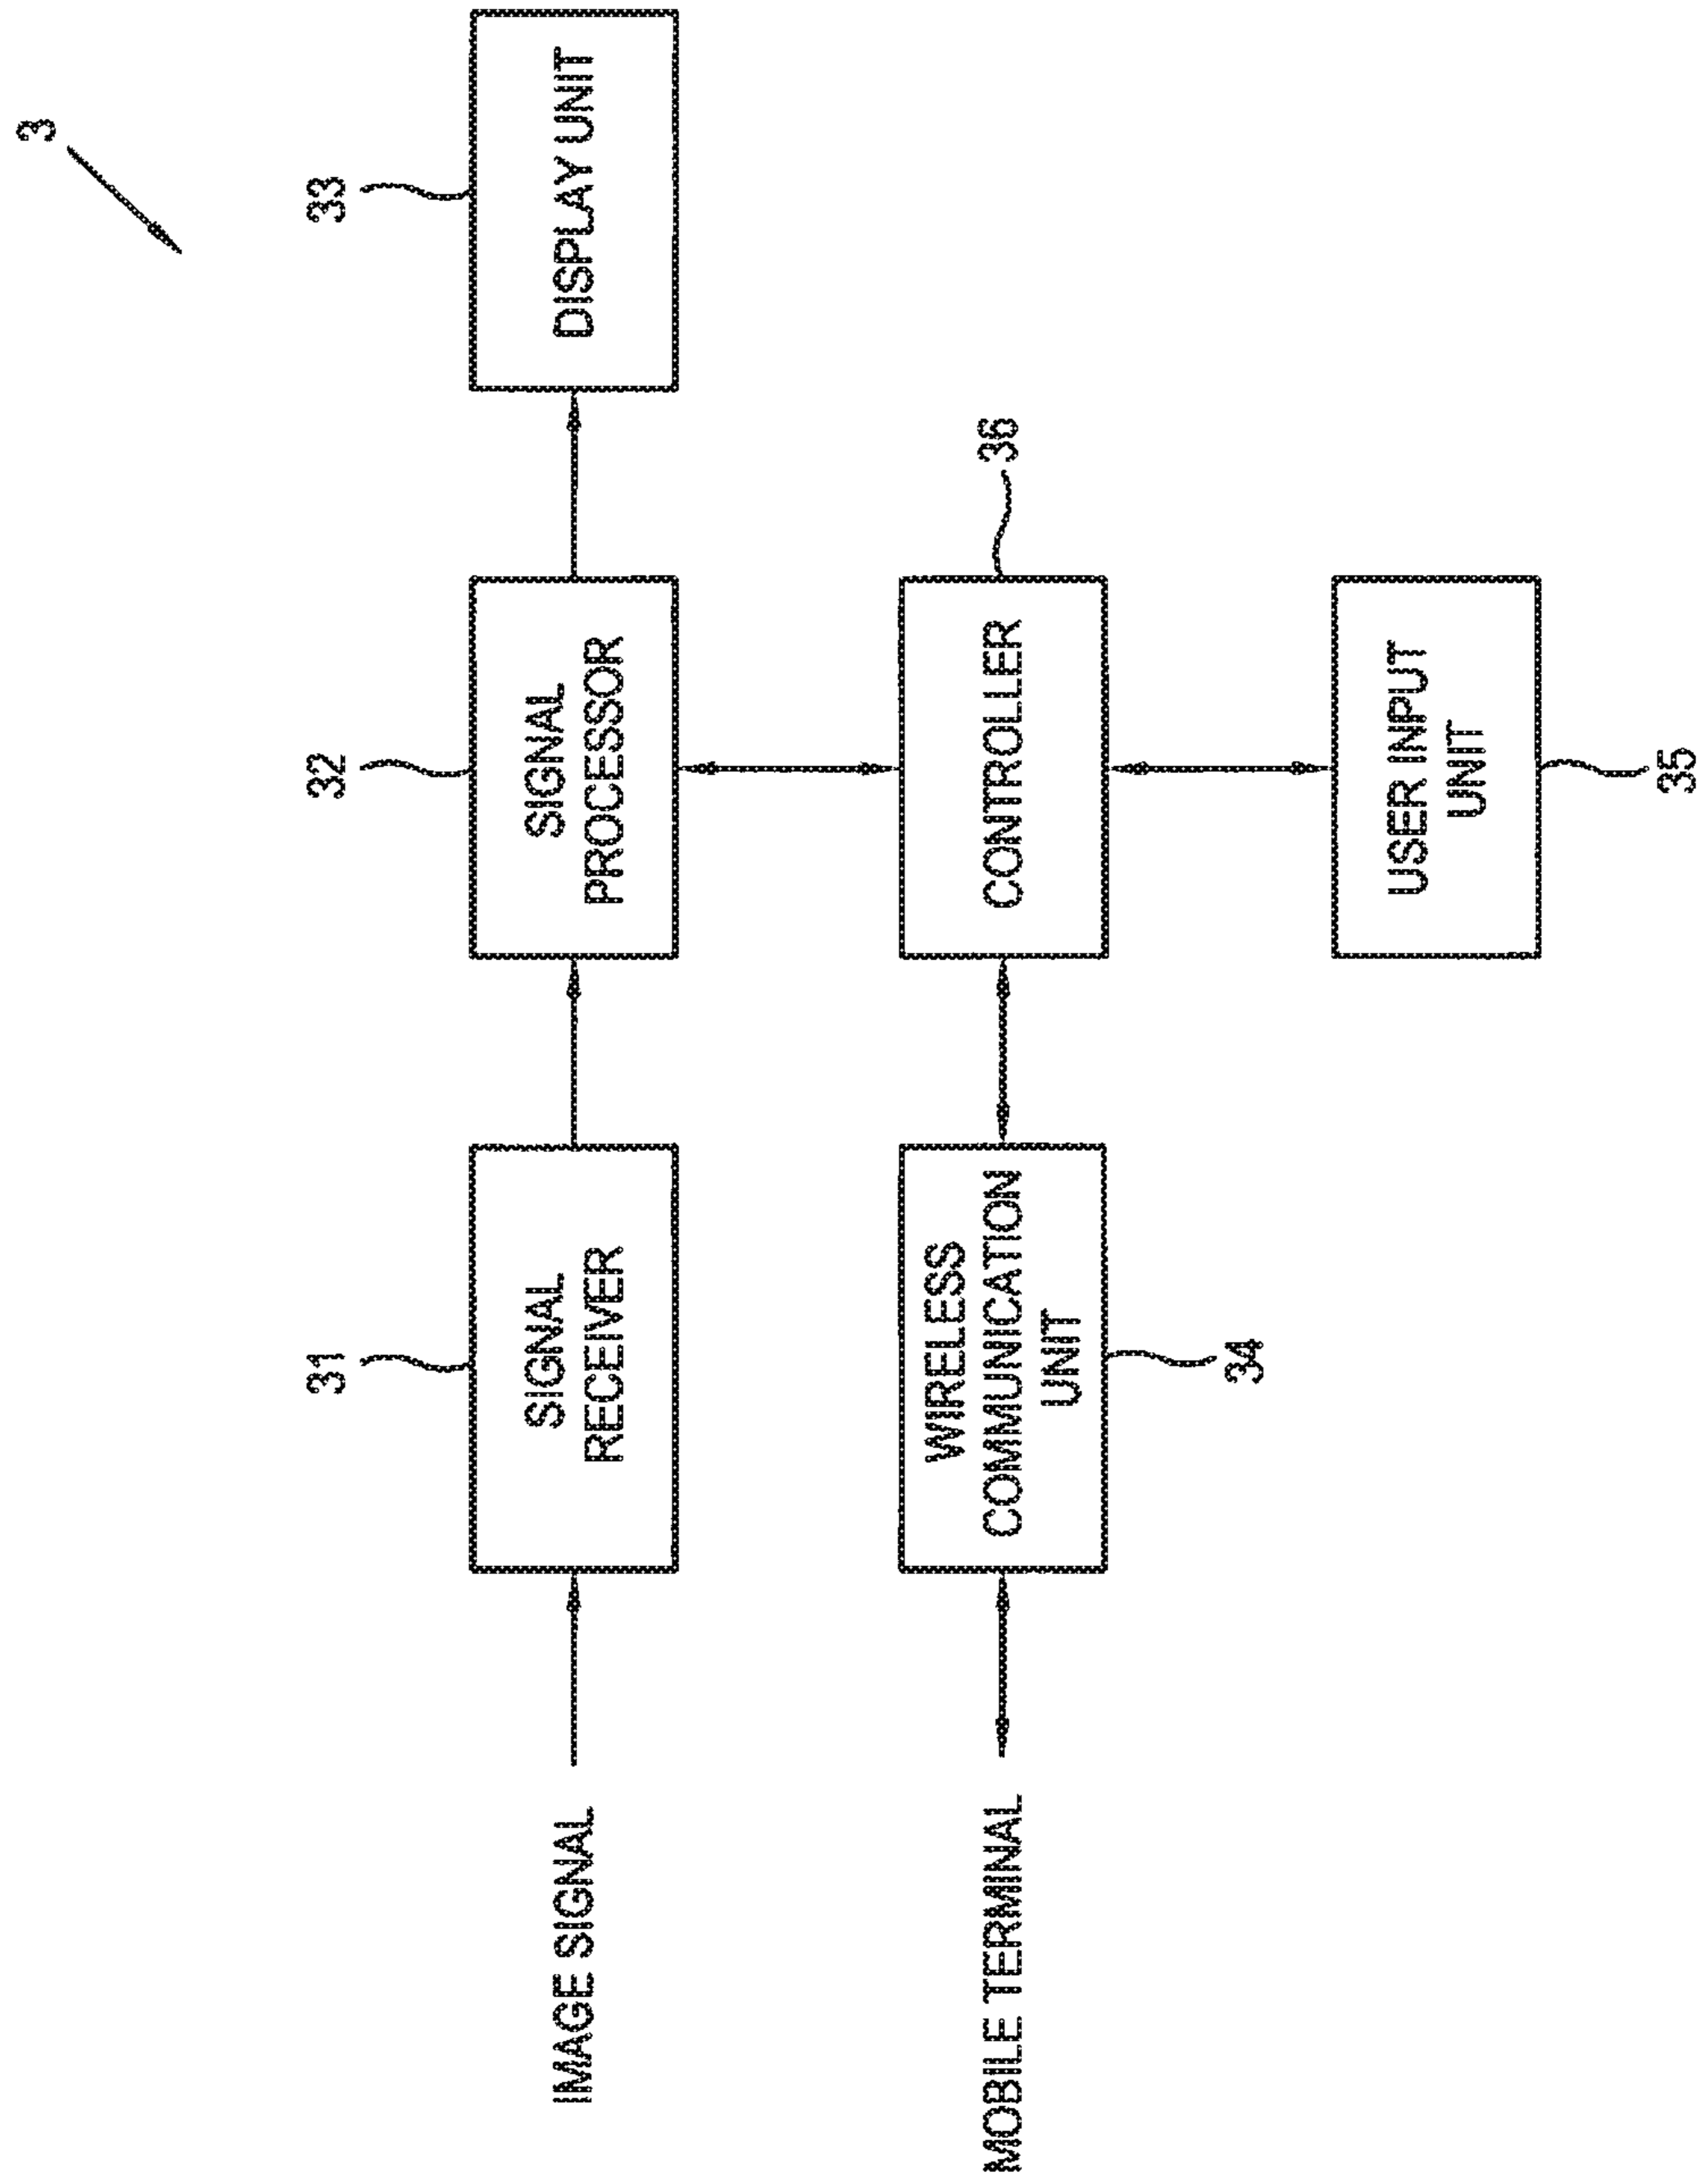 3
31
32
33
IMAGE SIGNAL
SIGNAL
RECEIVER
SIGNAL
PROCESSOR
DISPLAY UNIT
36
MOBILE TERMINAL
WIRELESS
COMMUNICATION
UNIT
CONTROLLER
34
USER INPUT
UNIT
35